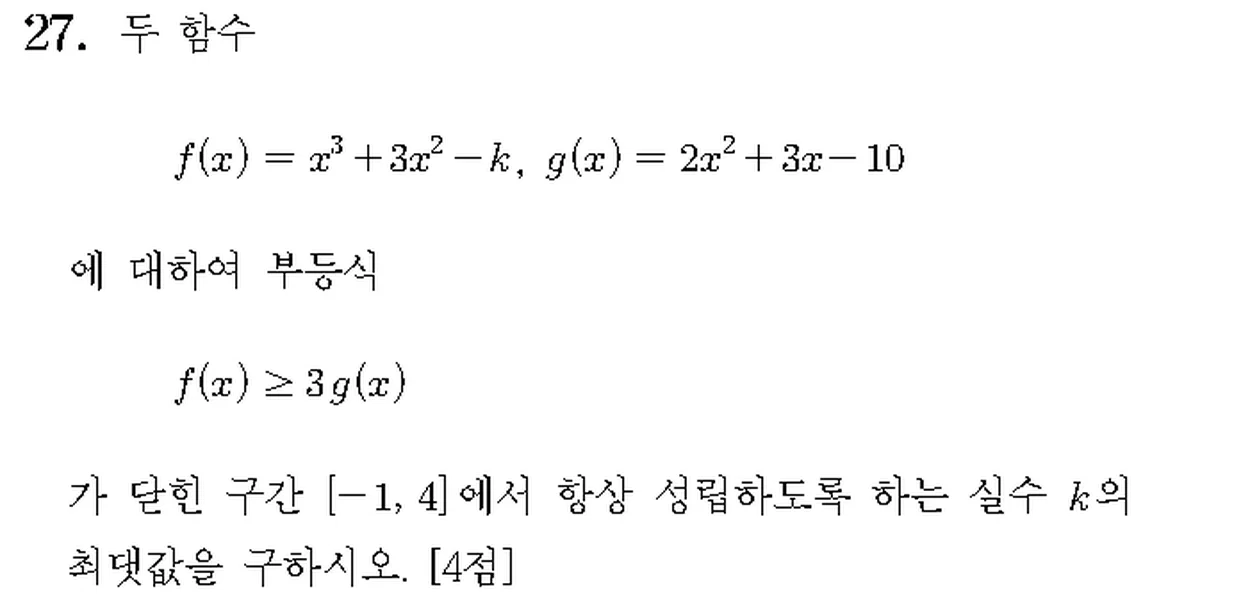 27. 두 함수
f(x) = x³ + 3x² − k, g(x) = 2x² + 3x − 10
에 대하여 부등식
f(x) ≥ 3g(x)
가 닫힌 구간 [−1, 4]에서 항상 성립하도록 하는 실수 k의
최댓값을 구하시오. [4점]